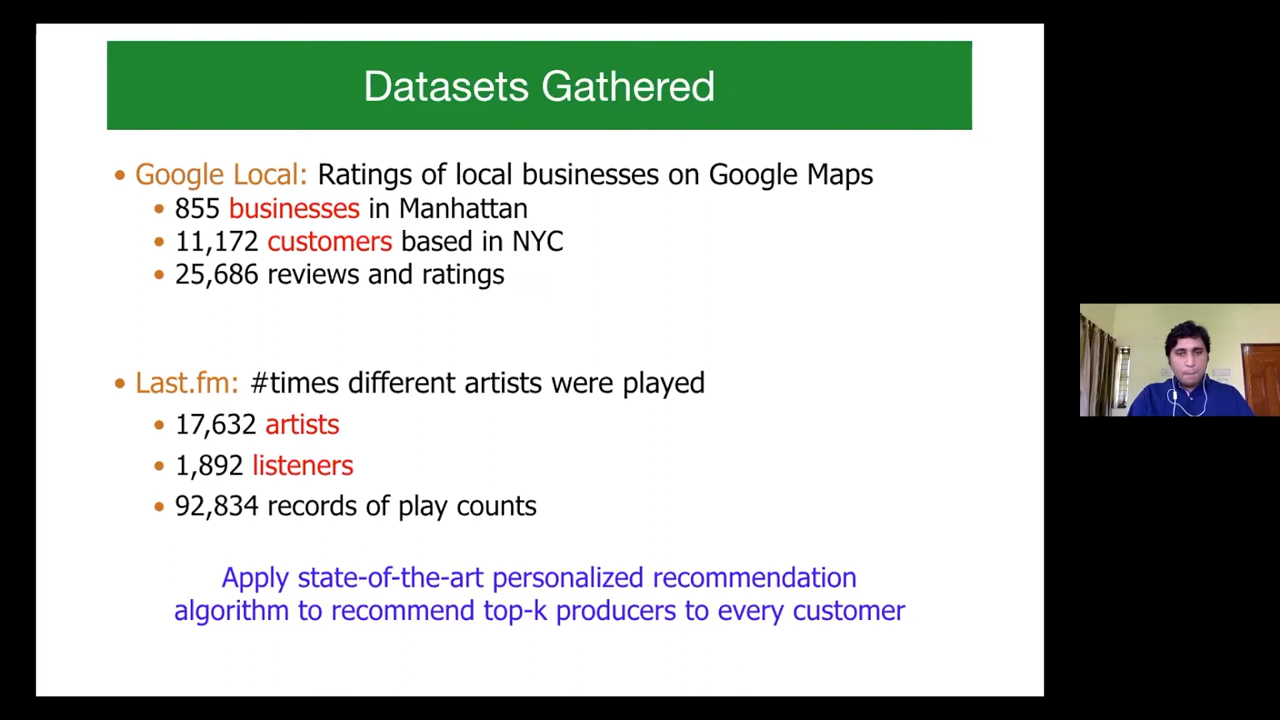 Datasets Gathered
• Google Local: Ratings of local businesses on Google Maps
• 855 businesses in Manhattan
• 11,172 customers based in NYC
• 25,686 reviews and ratings
• Last.fm: #times different artists were played
• 17,632 artists
• 1,892 listeners
• 92,834 records of play counts
Apply state-of-the-art personalized recommendation
algorithm to recommend top-k producers to every customer